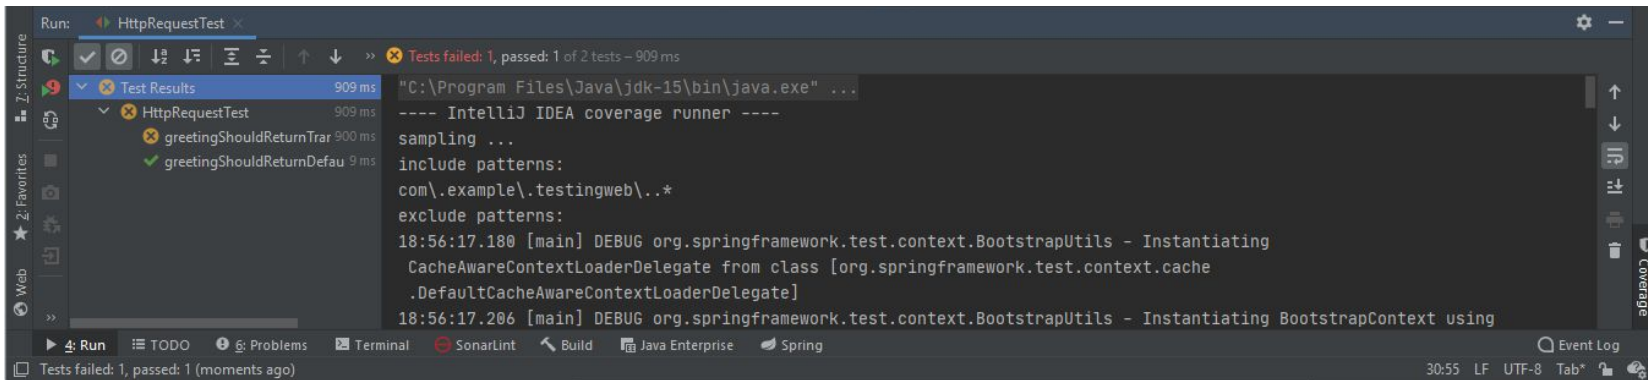 Run: HttpRequestTest
Z: Structure
2: Favorites
Web
» Tests failed: 1, passed: 1 of 2 tests – 909 ms
Test Results 909 ms
HttpRequestTest 909 ms
greetingShouldReturnTrar 900 ms
greetingShouldReturnDefau 9 ms
»
"C:\Program Files\Java\jdk-15\bin\java.exe" ...
---- IntelliJ IDEA coverage runner ----
sampling ...
include patterns:
com\.example\.testingweb\..*
exclude patterns:
18:56:17.180 [main] DEBUG org.springframework.test.context.BootstrapUtils - Instantiating
CacheAwareContextLoaderDelegate from class [org.springframework.test.context.cache
.DefaultCacheAwareContextLoaderDelegate]
18:56:17.206 [main] DEBUG org.springframework.test.context.BootstrapUtils - Instantiating BootstrapContext using
Coverage
4: Run TODO 6: Problems Terminal SonarLint Build Java Enterprise Spring Event Log
Tests failed: 1, passed: 1 (moments ago) 30:55 LF UTF-8 Tab*